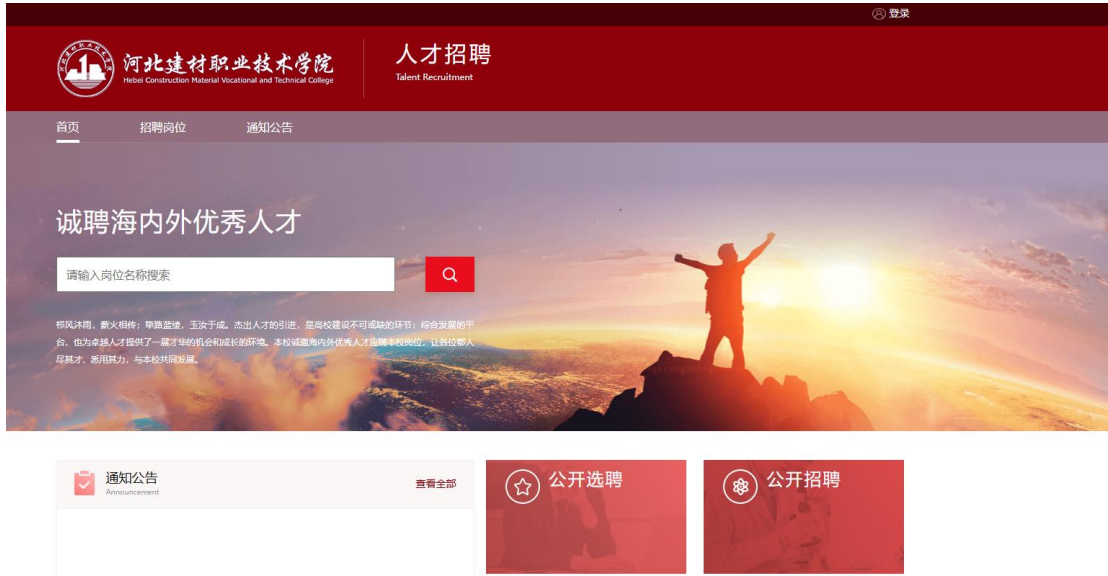 登录
河北建材职业技术学院
Hebei Construction Material Vocational and Technical College
人才招聘
Talent Recruitment
首页 招聘岗位 通知公告
诚聘海内外优秀人才
请输入岗位名称搜索
栉风沐雨，薪火相传；筚路蓝缕，玉汝于成。杰出人才的引进，是高校建设不可或缺的环节；综合发展的平
台，也为卓越人才提供了一展才华的机会和成长的环境。本校诚邀海内外优秀人才应聘本校岗位，让各位都人
尽其才，悉用其力，与本校共同发展。
通知公告
Announcement
查看全部
公开选聘
公开招聘